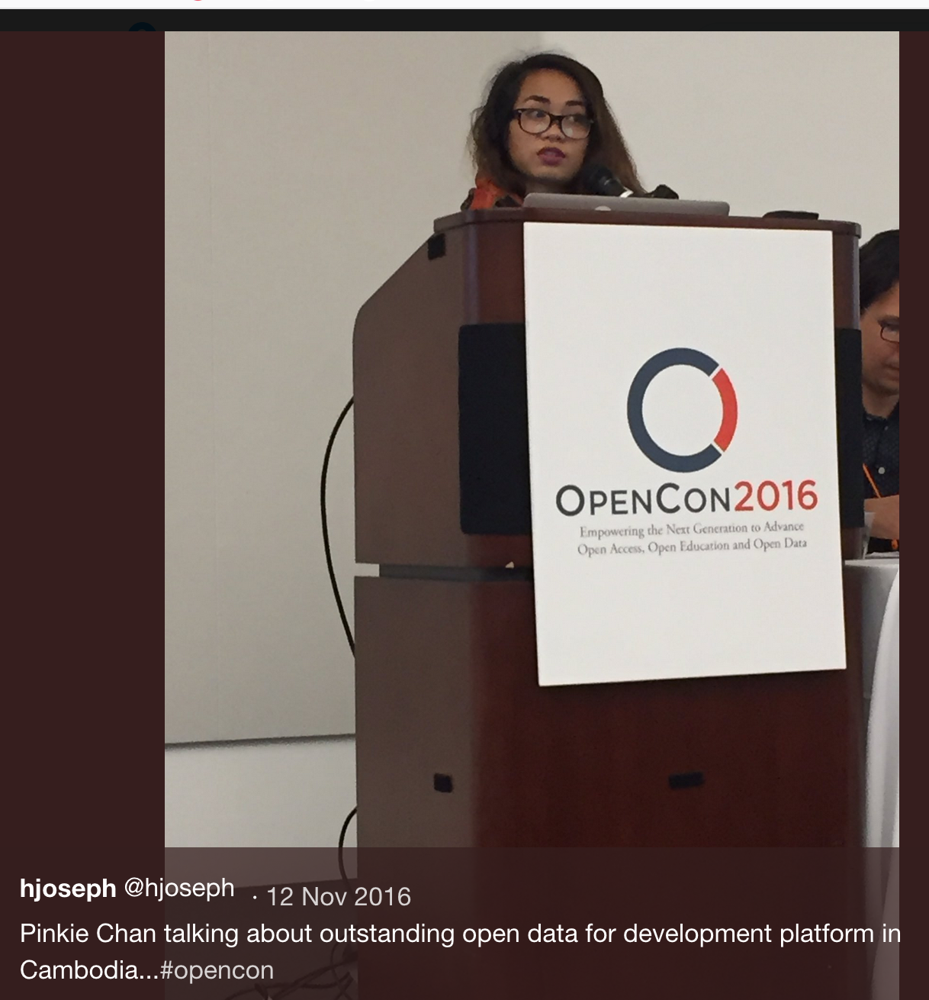 OPENCON2016
Empowering the Next Generation to Advance
Open Access, Open Education and Open Data
hjoseph @hjoseph · 12 Nov 2016
Pinkie Chan talking about outstanding open data for development platform in
Cambodia...#opencon